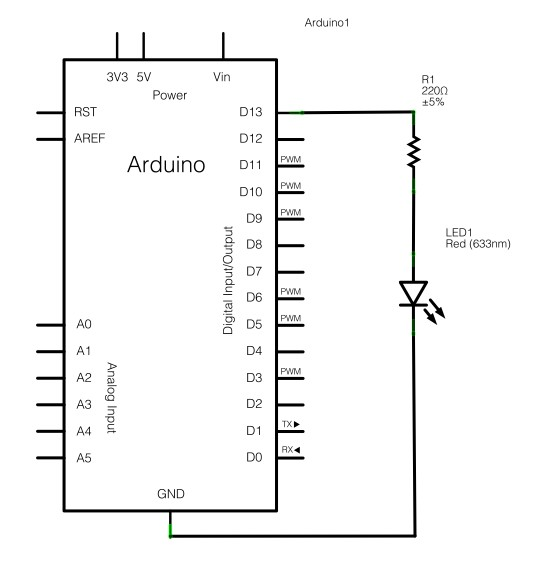 Arduino1
3V3 5V Vin
Power
RST
AREF
Arduino
D13
D12
D11 PWM
D10 PWM
D9 PWM
D8
D7
D6 PWM
D5 PWM
D4
D3 PWM
D2
D1 TX▶
D0 RX◀
Digital Input/Output
A0
A1
A2
A3
A4
A5
Analog Input
GND
R1
220Ω
±5%
LED1
Red (633nm)